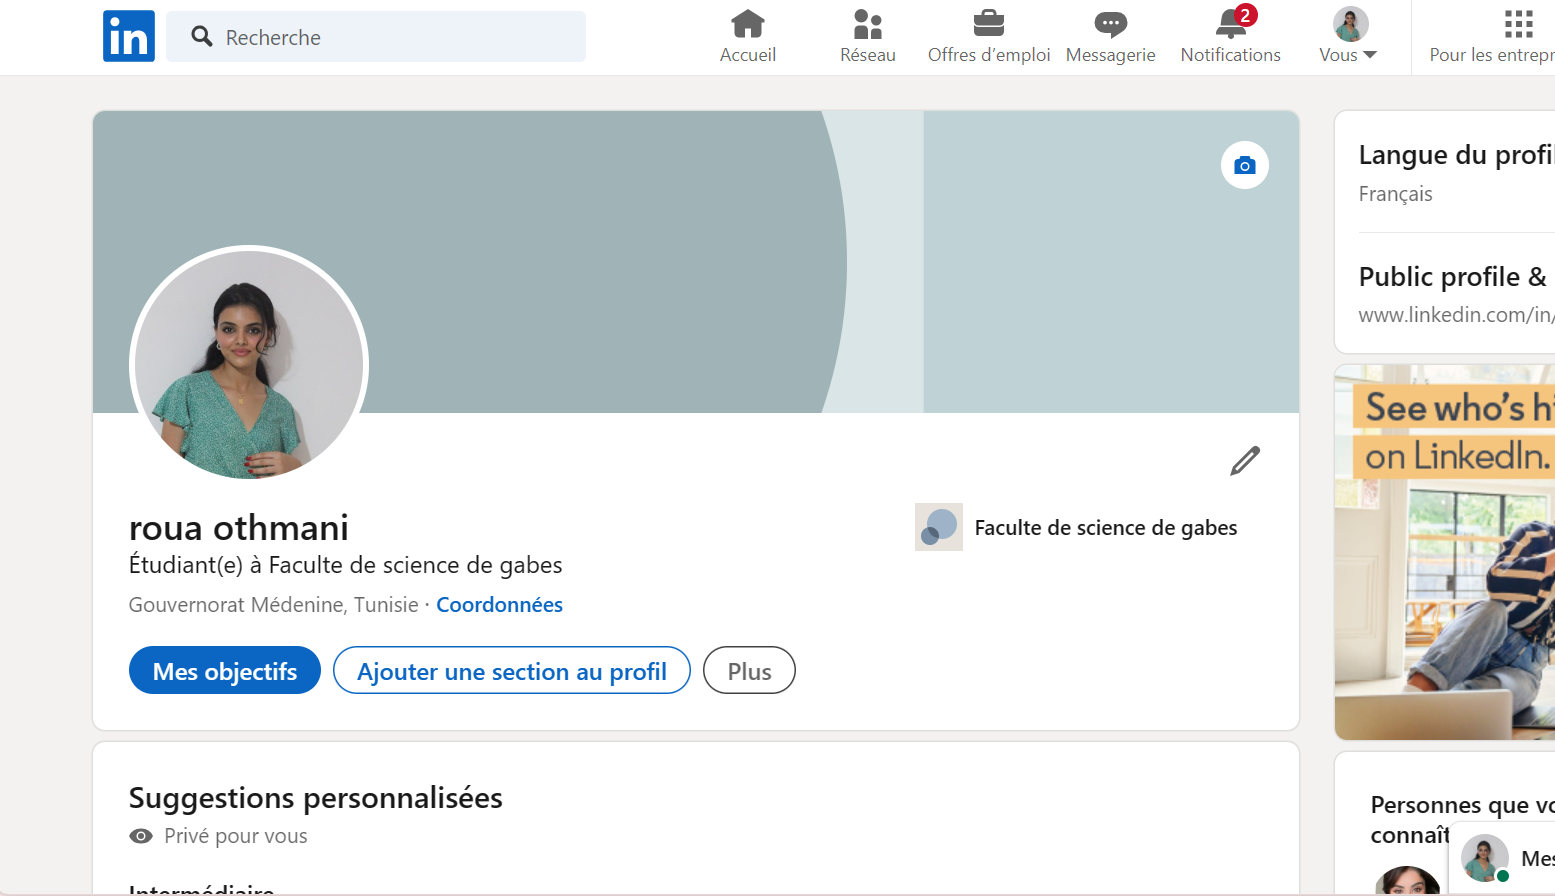 in
Recherche
Accueil
Réseau
Offres d’emploi
Messagerie
2
Notifications
Vous
Pour les entrepr
Langue du profil
Français
Public profile &
www.linkedin.com/in/
See who’s hi
on LinkedIn.
roua othmani
Étudiant(e) à Faculte de science de gabes
Gouvernorat Médenine, Tunisie · Coordonnées
Faculte de science de gabes
Mes objectifs
Ajouter une section au profil
Plus
Suggestions personnalisées
Privé pour vous
Intermédiaire
Personnes que vo
connaît
Mes